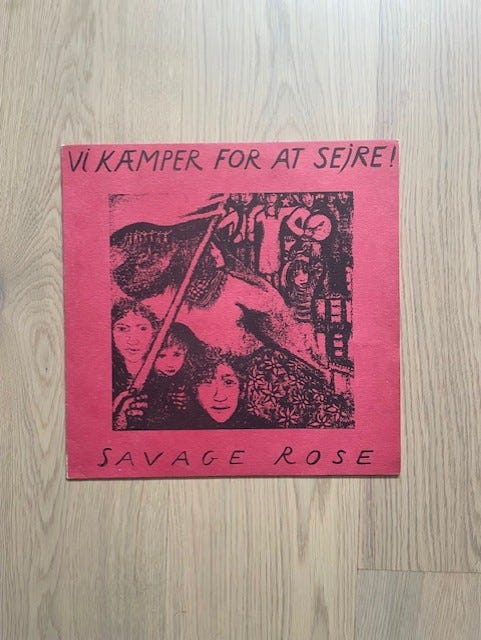 Vi KÆMPER FOR AT SEJRE!
SAVAGE ROSE